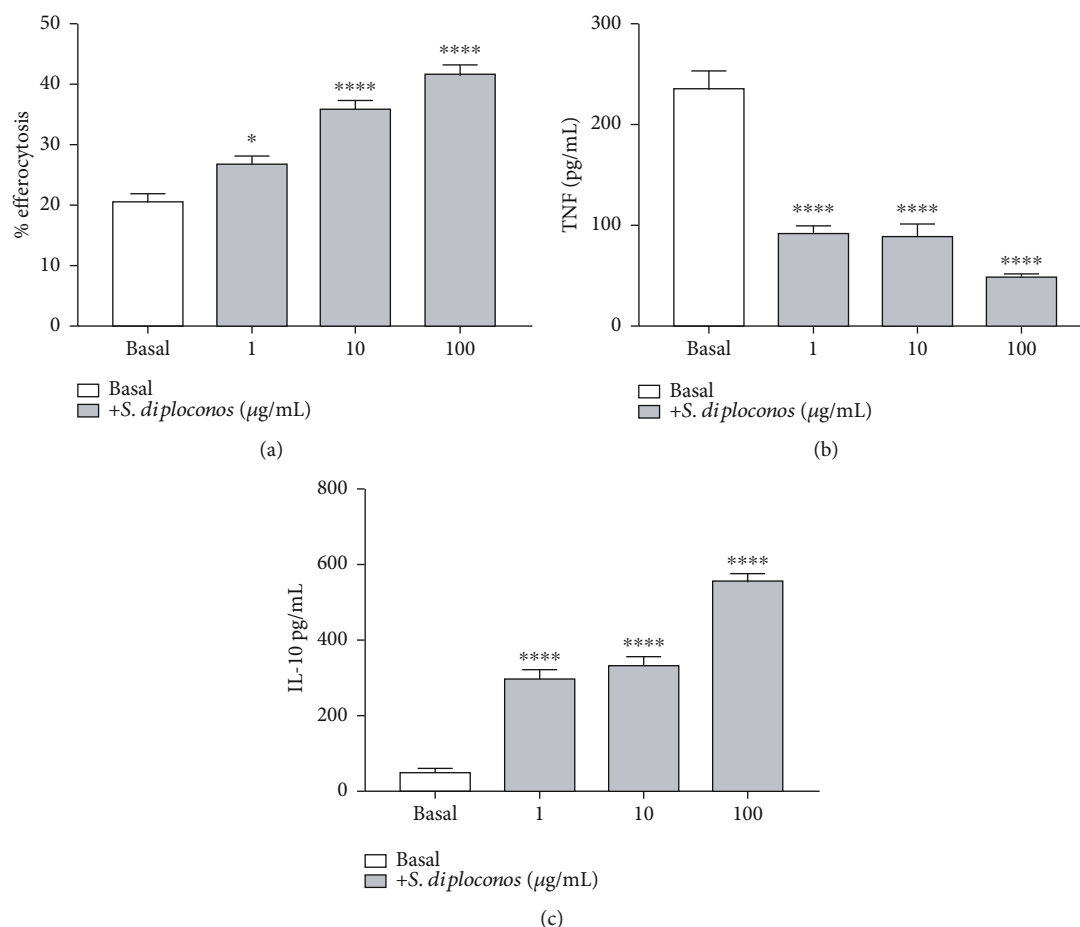 50
40
30
20
10
0
% efferocytosis
*
****
****
Basal
1
10
100
Basal
+S. diploconos (μg/mL)
(a)
300
200
100
0
TNF (pg/mL)
****
****
****
Basal
1
10
100
Basal
+S. diploconos (μg/mL)
(b)
800
600
400
200
0
IL-10 pg/mL
****
****
****
Basal
1
10
100
Basal
+S. diploconos (μg/mL)
(c)